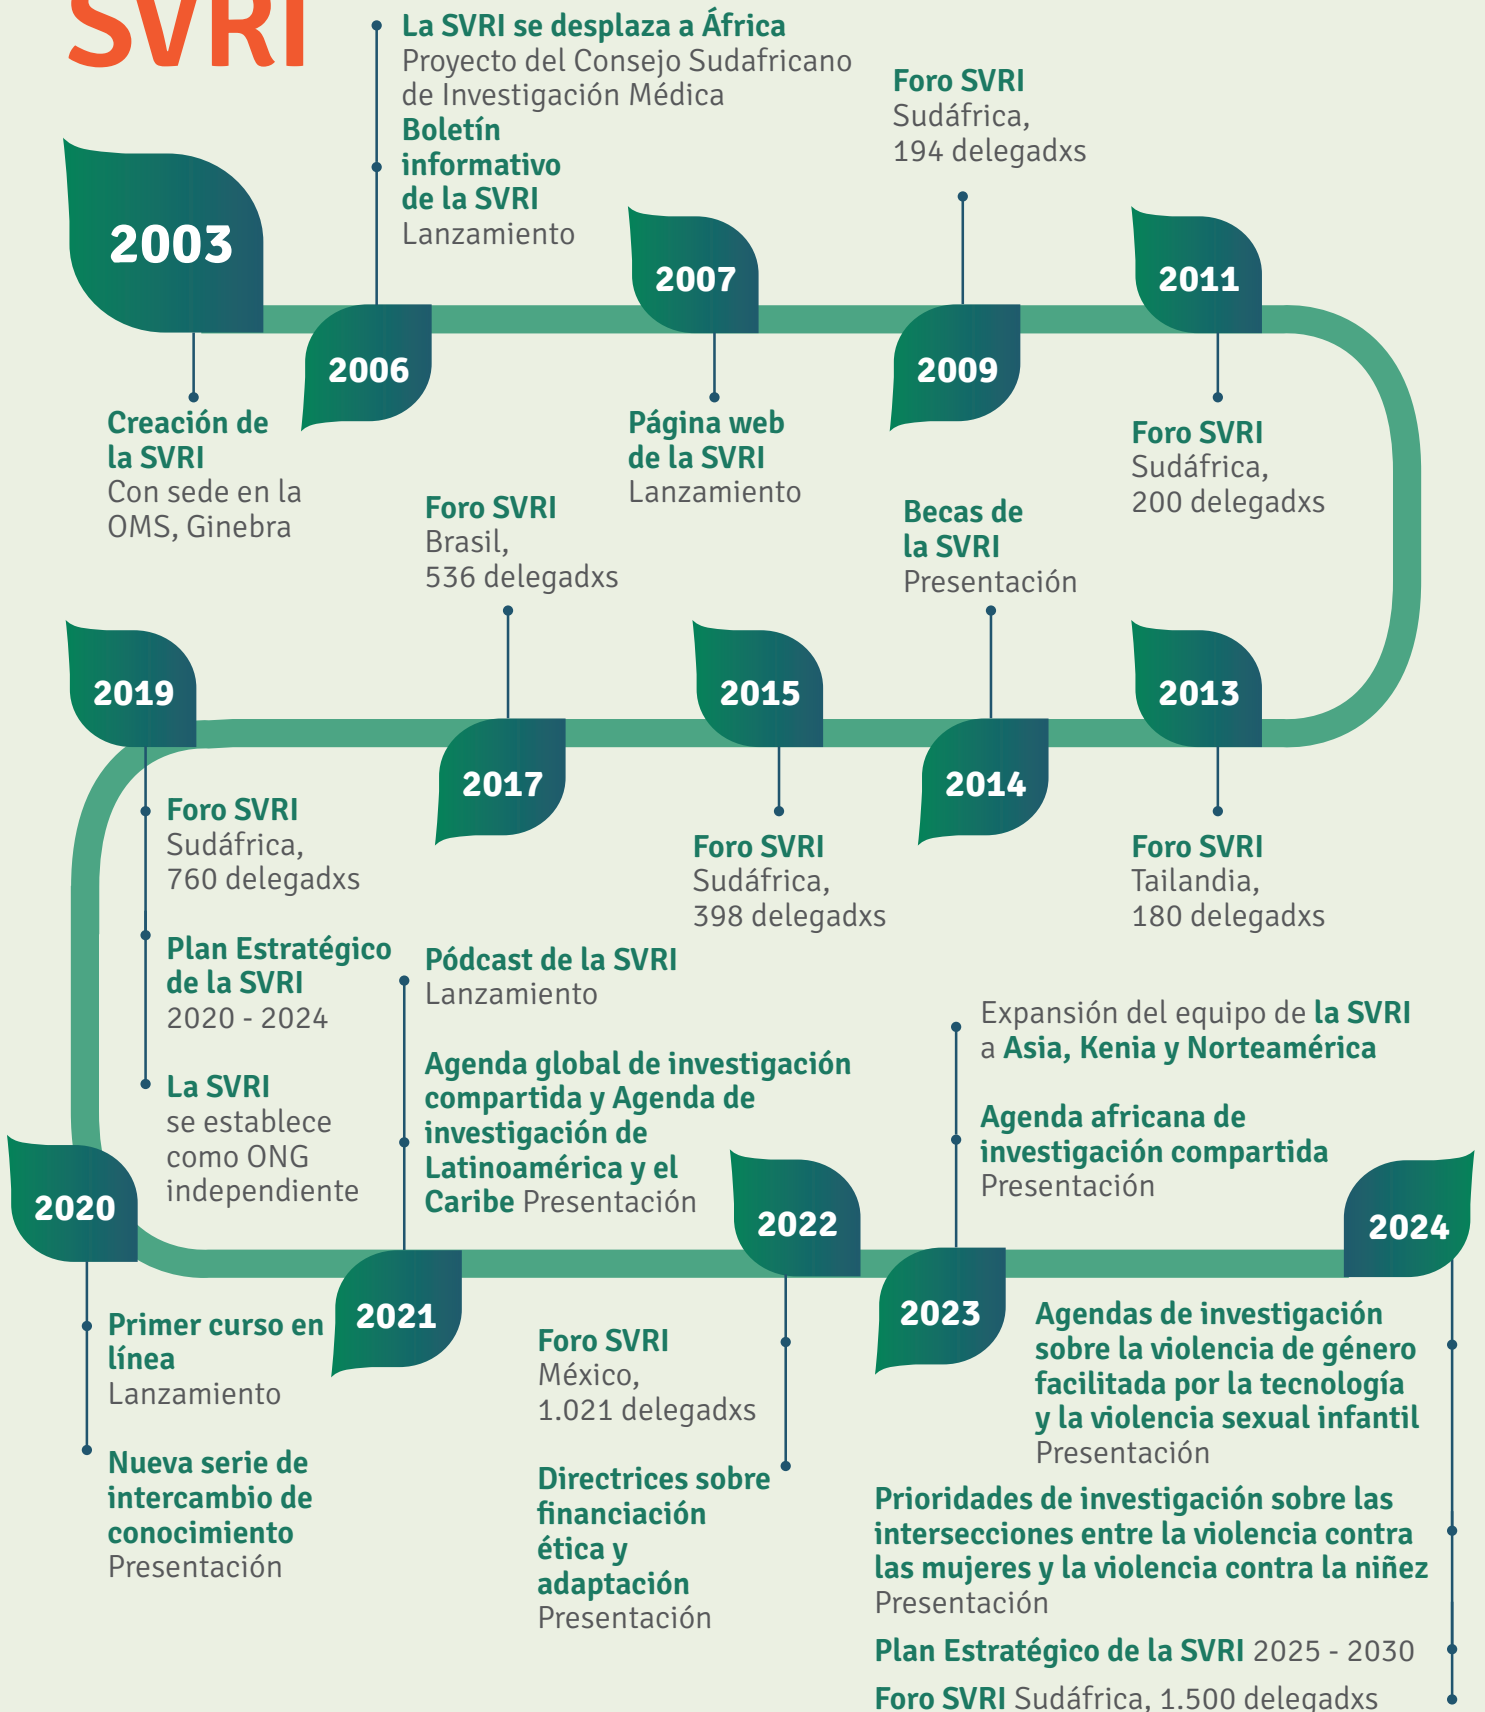 SVRI
La SVRI se desplaza a África
Proyecto del Consejo Sudafricano
de Investigación Médica
Boletín
informativo
de la SVRI
Lanzamiento
Foro SVRI
Sudáfrica,
194 delegadxs
2003
2006
2007
2009
2011
Creación de
la SVRI
Con sede en la
OMS, Ginebra
Página web
de la SVRI
Lanzamiento
Foro SVRI
Sudáfrica,
200 delegadxs
Foro SVRI
Brasil,
536 delegadxs
Becas de
la SVRI
Presentación
2019
2017
2015
2014
2013
Foro SVRI
Sudáfrica,
760 delegadxs
Plan Estratégico
de la SVRI
2020 - 2024
La SVRI
se establece
como ONG
independiente
Foro SVRI
Sudáfrica,
398 delegadxs
Foro SVRI
Tailandia,
180 delegadxs
Pódcast de la SVRI
Lanzamiento
Agenda global de investigación
compartida y Agenda de
investigación de
Latinoamérica y el
Caribe Presentación
Expansión del equipo de la SVRI
a Asia, Kenia y Norteamérica
Agenda africana de
investigación compartida
Presentación
2020
2021
2022
2023
2024
Primer curso en
línea
Lanzamiento
Nueva serie de
intercambio de
conocimiento
Presentación
Foro SVRI
México,
1.021 delegadxs
Directrices sobre
financiación
ética y
adaptación
Presentación
Agendas de investigación
sobre la violencia de género
facilitada por la tecnología
y la violencia sexual infantil
Presentación
Prioridades de investigación sobre las
intersecciones entre la violencia contra
las mujeres y la violencia contra la niñez
Presentación
Plan Estratégico de la SVRI 2025 - 2030
Foro SVRI Sudáfrica, 1.500 delegadxs